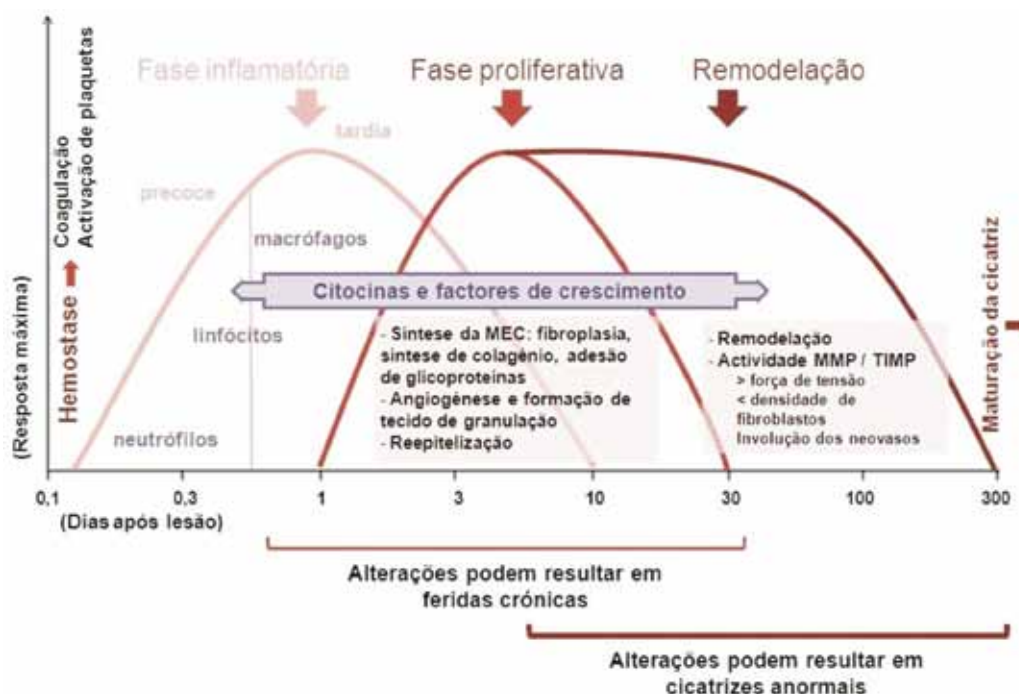 Fase inflamatória
Fase proliferativa
Remodelação
tardia
precoce
Coagulação
Activação de plaquetas
Hemostase
(Resposta máxima)
macrófagos
Citocinas e factores de crescimento
linfócitos
neutrófilos
- Síntese da MEC: fibroplasia,
síntese de colagénio, adesão
de glicoproteínas
- Angiogénese e formação de
tecido de granulação
- Reepitelização
- Remodelação
- Actividade MMP / TIMP
> força de tensão
< densidade de
fibroblastos
Involução dos neovasos
Maturação da cicatriz
0,1 0,3 1 3 10 30 100 300
(Dias após lesão)
Alterações podem resultar em
feridas crónicas
Alterações podem resultar em
cicatrizes anormais